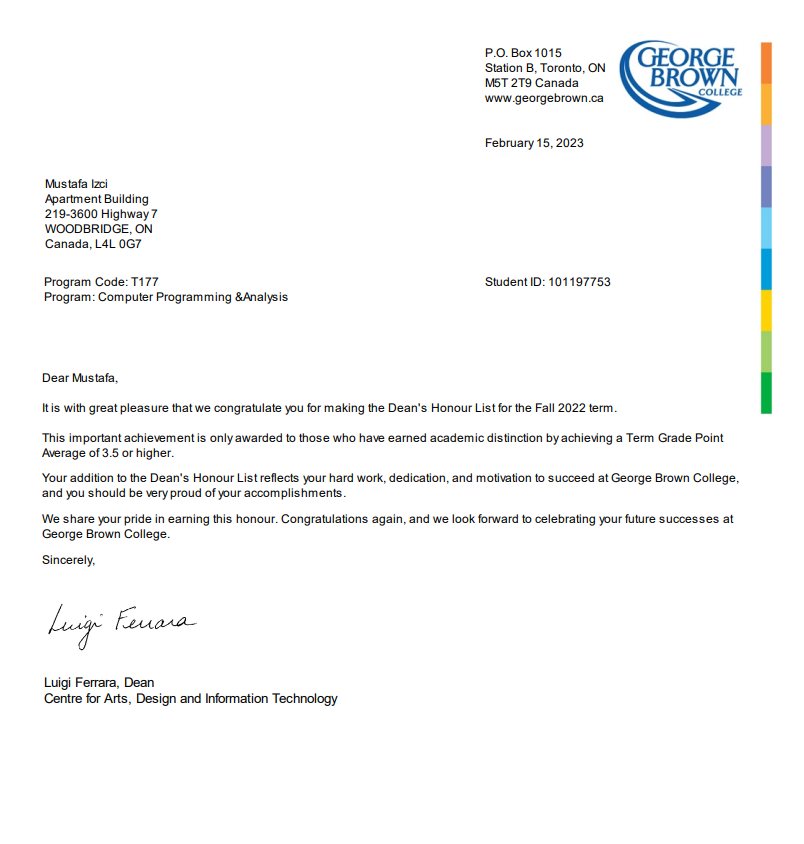 P.O. Box 1015
Station B, Toronto, ON
M5T 2T9 Canada
www.georgebrown.ca
GEORGE
BROWN
COLLEGE
February 15, 2023
Mustafa Izci
Apartment Building
219-3600 Highway 7
WOODBRIDGE, ON
Canada, L4L 0G7
Program Code: T177
Student ID: 101197753
Program: Computer Programming &Analysis
Dear Mustafa,
It is with great pleasure that we congratulate you for making the Dean's Honour List for the Fall 2022 term.
This important achievement is only awarded to those who have earned academic distinction by achieving a Term Grade Point
Average of 3.5 or higher.
Your addition to the Dean's Honour List reflects your hard work, dedication, and motivation to succeed at George Brown College,
and you should be very proud of your accomplishments.
We share your pride in earning this honour. Congratulations again, and we look forward to celebrating your future successes at
George Brown College.
Sincerely,
Luigi Ferrara
Luigi Ferrara, Dean
Centre for Arts, Design and Information Technology